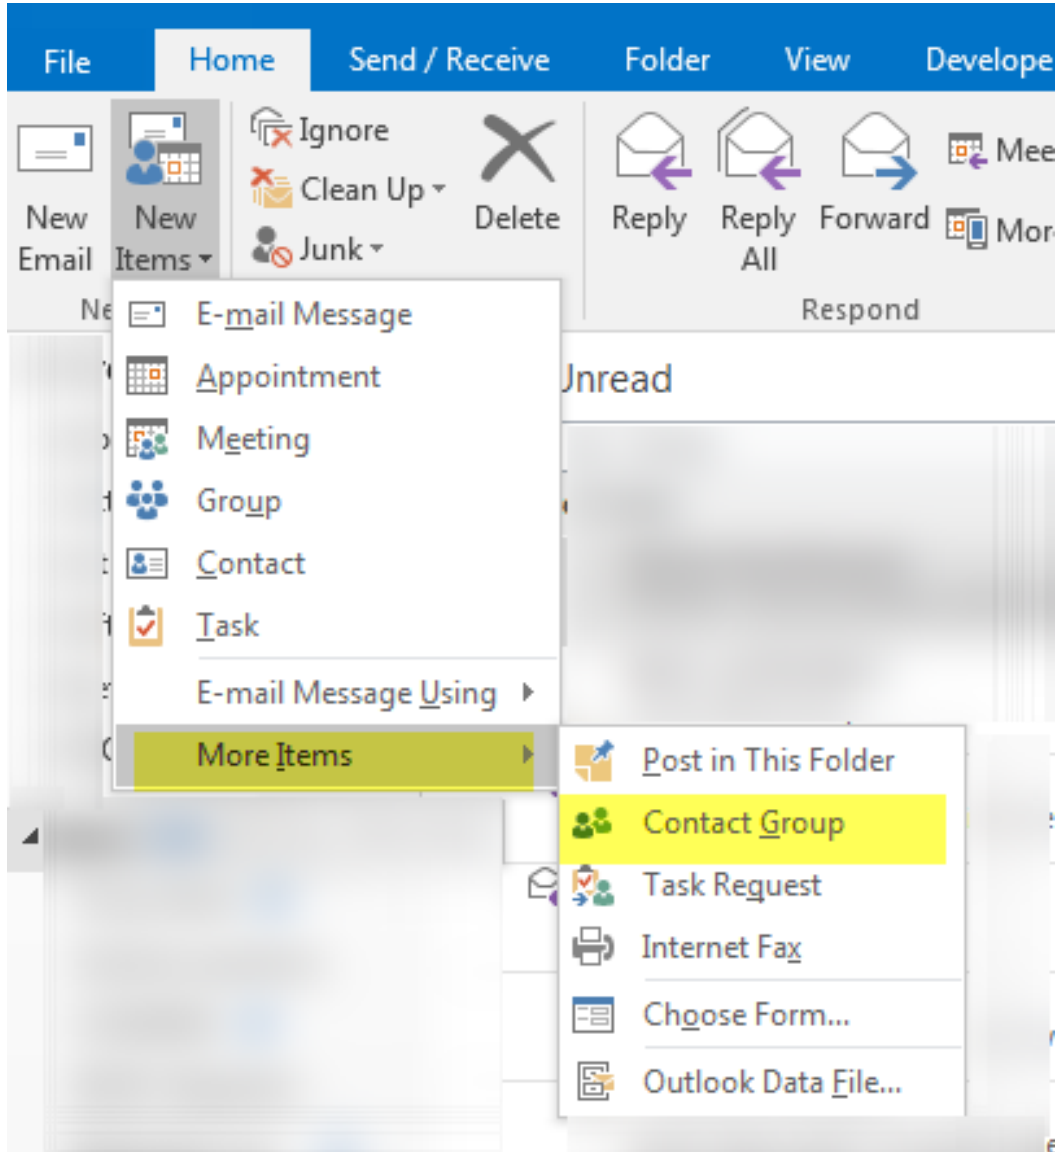 File Home Send / Receive Folder View Develope
Ignore
Clean Up
Junk
New Email
New Items
Delete
Reply
Reply All
Forward
Mee
Mor
Ne
Respond
E-mail Message
Appointment
Meeting
Group
Contact
Task
E-mail Message Using
More Items
Unread
Post in This Folder
Contact Group
Task Request
Internet Fax
Choose Form...
Outlook Data File...